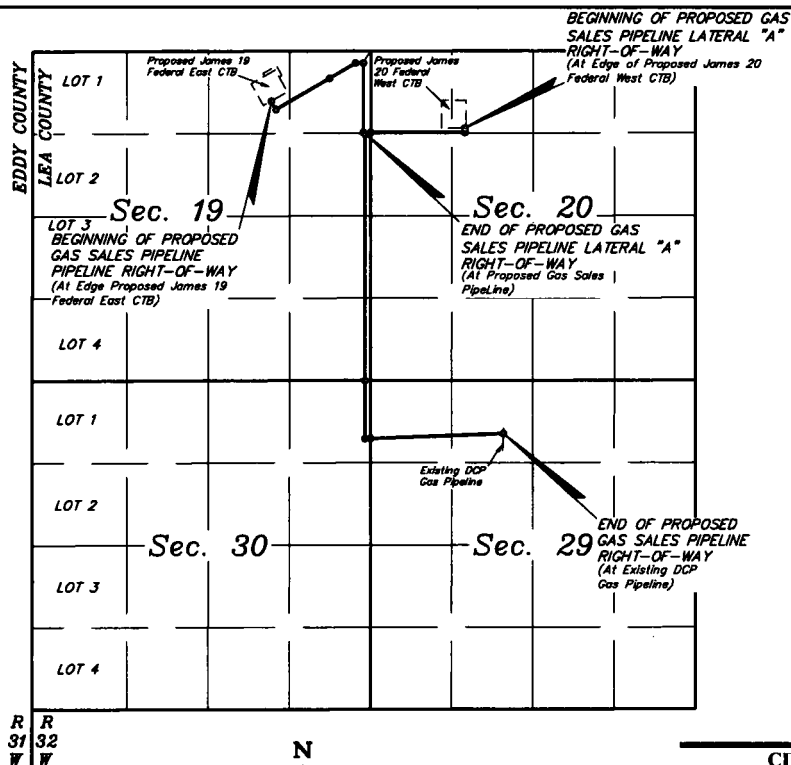 BEGINNING OF PROPOSED GAS
SALES PIPELINE LATERAL "A"
RIGHT-OF-WAY
(At Edge of Proposed James 20
Federal West CTB)
Proposed James 19
Federal East CTB
Proposed James
20 Federal
West CTB
EDDY COUNTY
LEA COUNTY
LOT 1
LOT 2
LOT 3
LOT 4
Sec. 19
Sec. 20
BEGINNING OF PROPOSED
GAS SALES PIPELINE
PIPELINE RIGHT-OF-WAY
(At Edge Proposed James 19
Federal East CTB)
END OF PROPOSED GAS
SALES PIPELINE LATERAL "A"
RIGHT-OF-WAY
(At Proposed Gas Sales
PipeLine)
LOT 1
LOT 2
LOT 3
LOT 4
Existing DCP
Gas Pipeline
Sec. 30
Sec. 29
END OF PROPOSED
GAS SALES PIPELINE
RIGHT-OF-WAY
(At Existing DCP
Gas Pipeline)
R R
31 32
W W
N